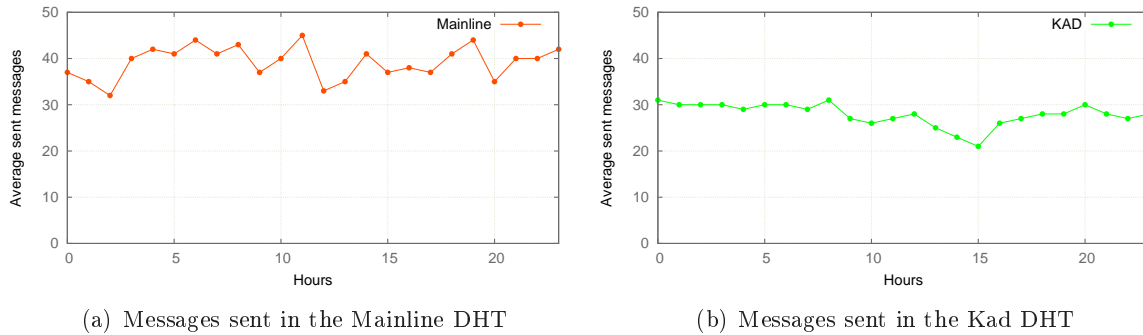 50
40
30
20
10
0
Average sent messages
Mainline
0 5 10 15 20
Hours
(a) Messages sent in the Mainline DHT
50
40
30
20
10
0
Average sent messages
KAD
0 5 10 15 20
Hours
(b) Messages sent in the Kad DHT